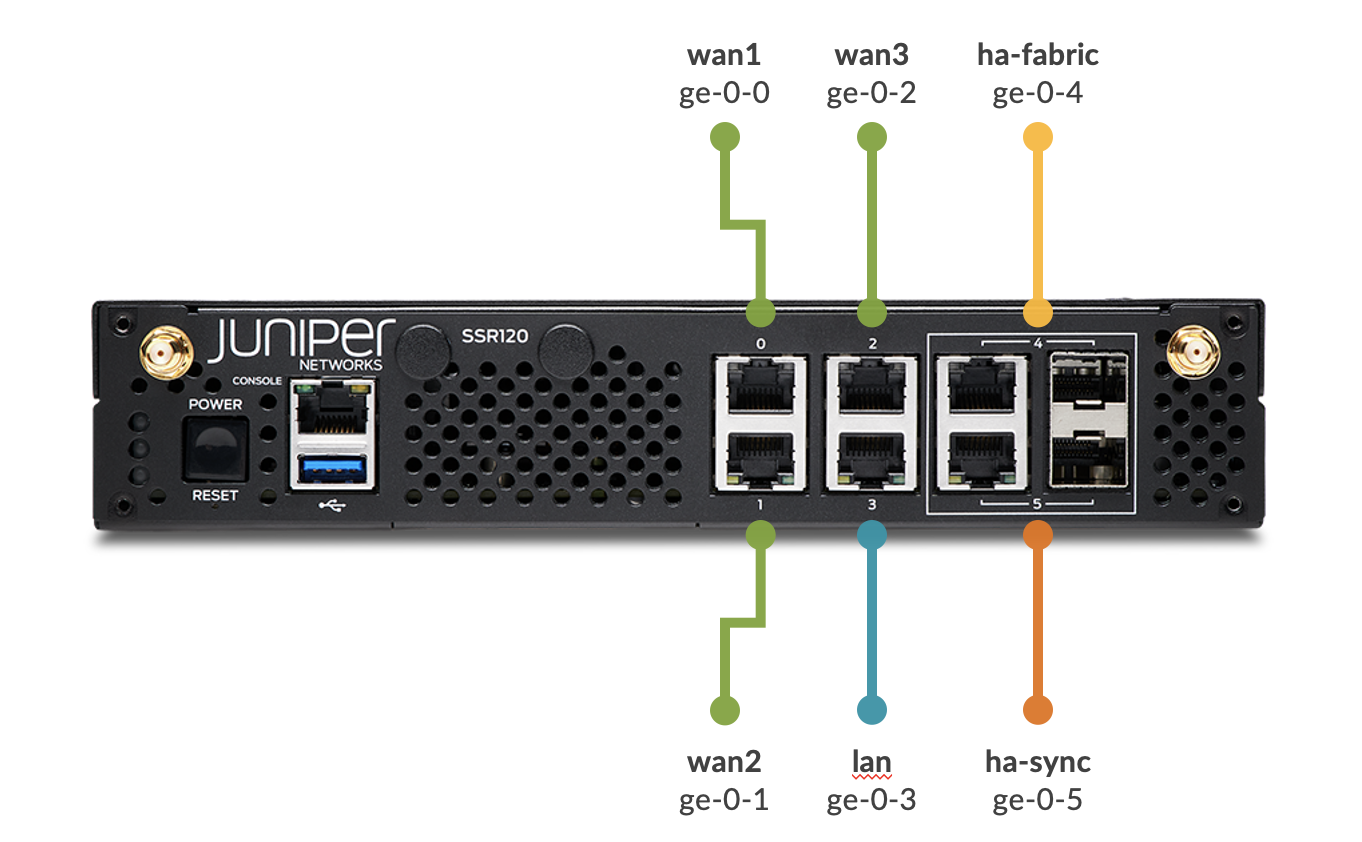 wan1
ge-0-0
wan3
ge-0-2
ha-fabric
ge-0-4
JUNIPER
NETWORKS
SSR120
CONSOLE
POWER
RESET
0
2
4
1
3
5
wan2
ge-0-1
lan
ge-0-3
ha-sync
ge-0-5